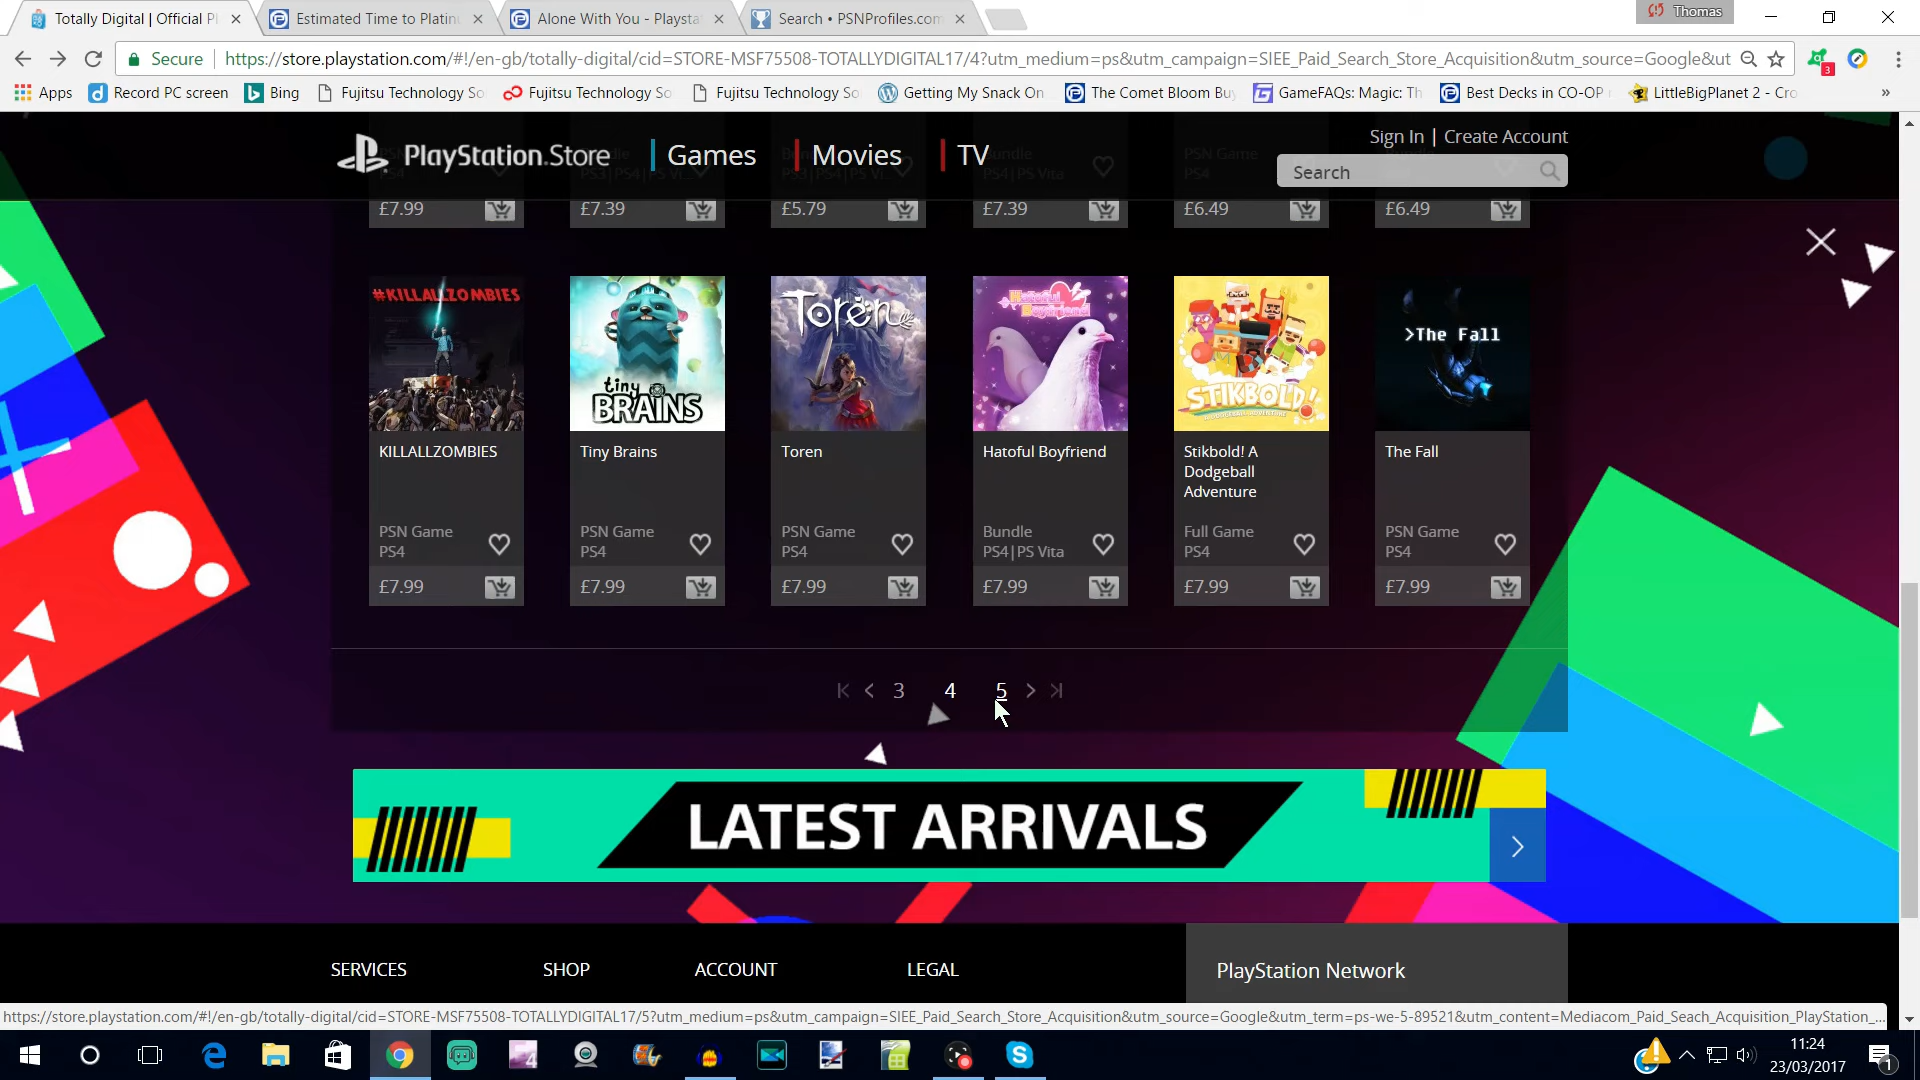 Totally Digital | Official Pl
Estimated Time to Platinu
Alone With You - Playsta
Search • PSNProfiles.com
Thomas
Secure
https://store.playstation.com/#!/en-gb/totally-digital/cid=STORE-MSF75508-TOTALLYDIGITAL17/4?utm_medium=ps&utm_campaign=SIEE_Paid_Search_Store_Acquisition&utm_source=Google&ut
3
Apps
Record PC screen
Bing
Fujitsu Technology So
Fujitsu Technology So
Fujitsu Technology So
Getting My Snack On
The Comet Bloom Bu
GameFAQs: Magic: Th
Best Decks in CO-OP
LittleBigPlanet 2 - Cro
»
PlayStation.Store
Games
Movies
TV
Sign In | Create Account
Search
£7.99
£7.39
£5.79
£7.39
£6.49
£6.49
#KILLALLZOMBIES
tiny BRAINS
Toren
Hatoful Boyfriend
STIKBOLD!
>The Fall
KILLALLZOMBIES
PSN Game
PS4
£7.99
Tiny Brains
PSN Game
PS4
£7.99
Toren
PSN Game
PS4
£7.99
Hatoful Boyfriend
Bundle
PS4|PS Vita
£7.99
Stikbold! A
Dodgeball
Adventure
Full Game
PS4
£7.99
The Fall
PSN Game
PS4
£7.99
3 4 5
LATEST ARRIVALS
SERVICES
SHOP
ACCOUNT
LEGAL
PlayStation Network
https://store.playstation.com/#!/en-gb/totally-digital/cid=STORE-MSF75508-TOTALLYDIGITAL17/5?utm_medium=ps&utm_campaign=SIEE_Paid_Search_Store_Acquisition&utm_source=Google&utm_term=ps-we-5-89521&utm_content=Mediacom_Paid_Seach_Acquisition_PlayStation_...
11:24
23/03/2017
1